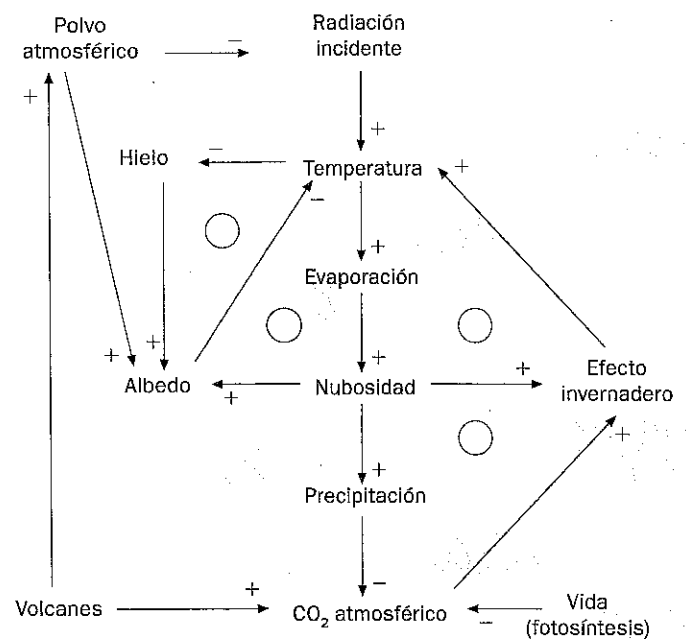 Polvo
atmosférico
Radiación
incidente
−
+
+
Hielo
−
Temperatura
+
−
+
Evaporación
+
+
+
Albedo
+
Nubosidad
+
Efecto
invernadero
+
+
Precipitación
−
Volcanes
+
CO₂ atmosférico
−
Vida
(fotosíntesis)